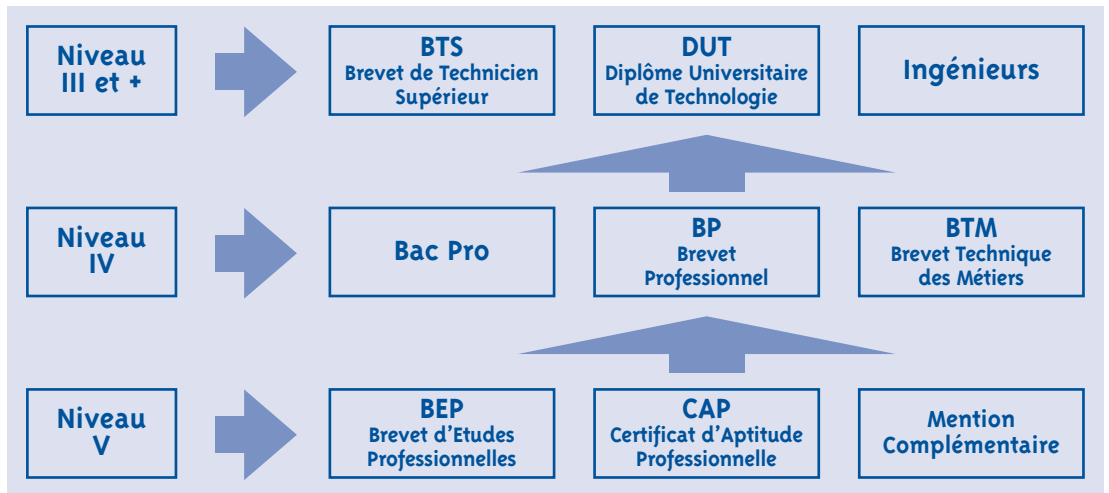 Niveau
III et +
BTS
Brevet de Technicien
Supérieur
DUT
Diplôme Universitaire
de Technologie
Ingénieurs
Niveau
IV
Bac Pro
BP
Brevet
Professionnel
BTM
Brevet Technique
des Métiers
Niveau
V
BEP
Brevet d'Etudes
Professionnelles
CAP
Certificat d'Aptitude
Professionnelle
Mention
Complémentaire